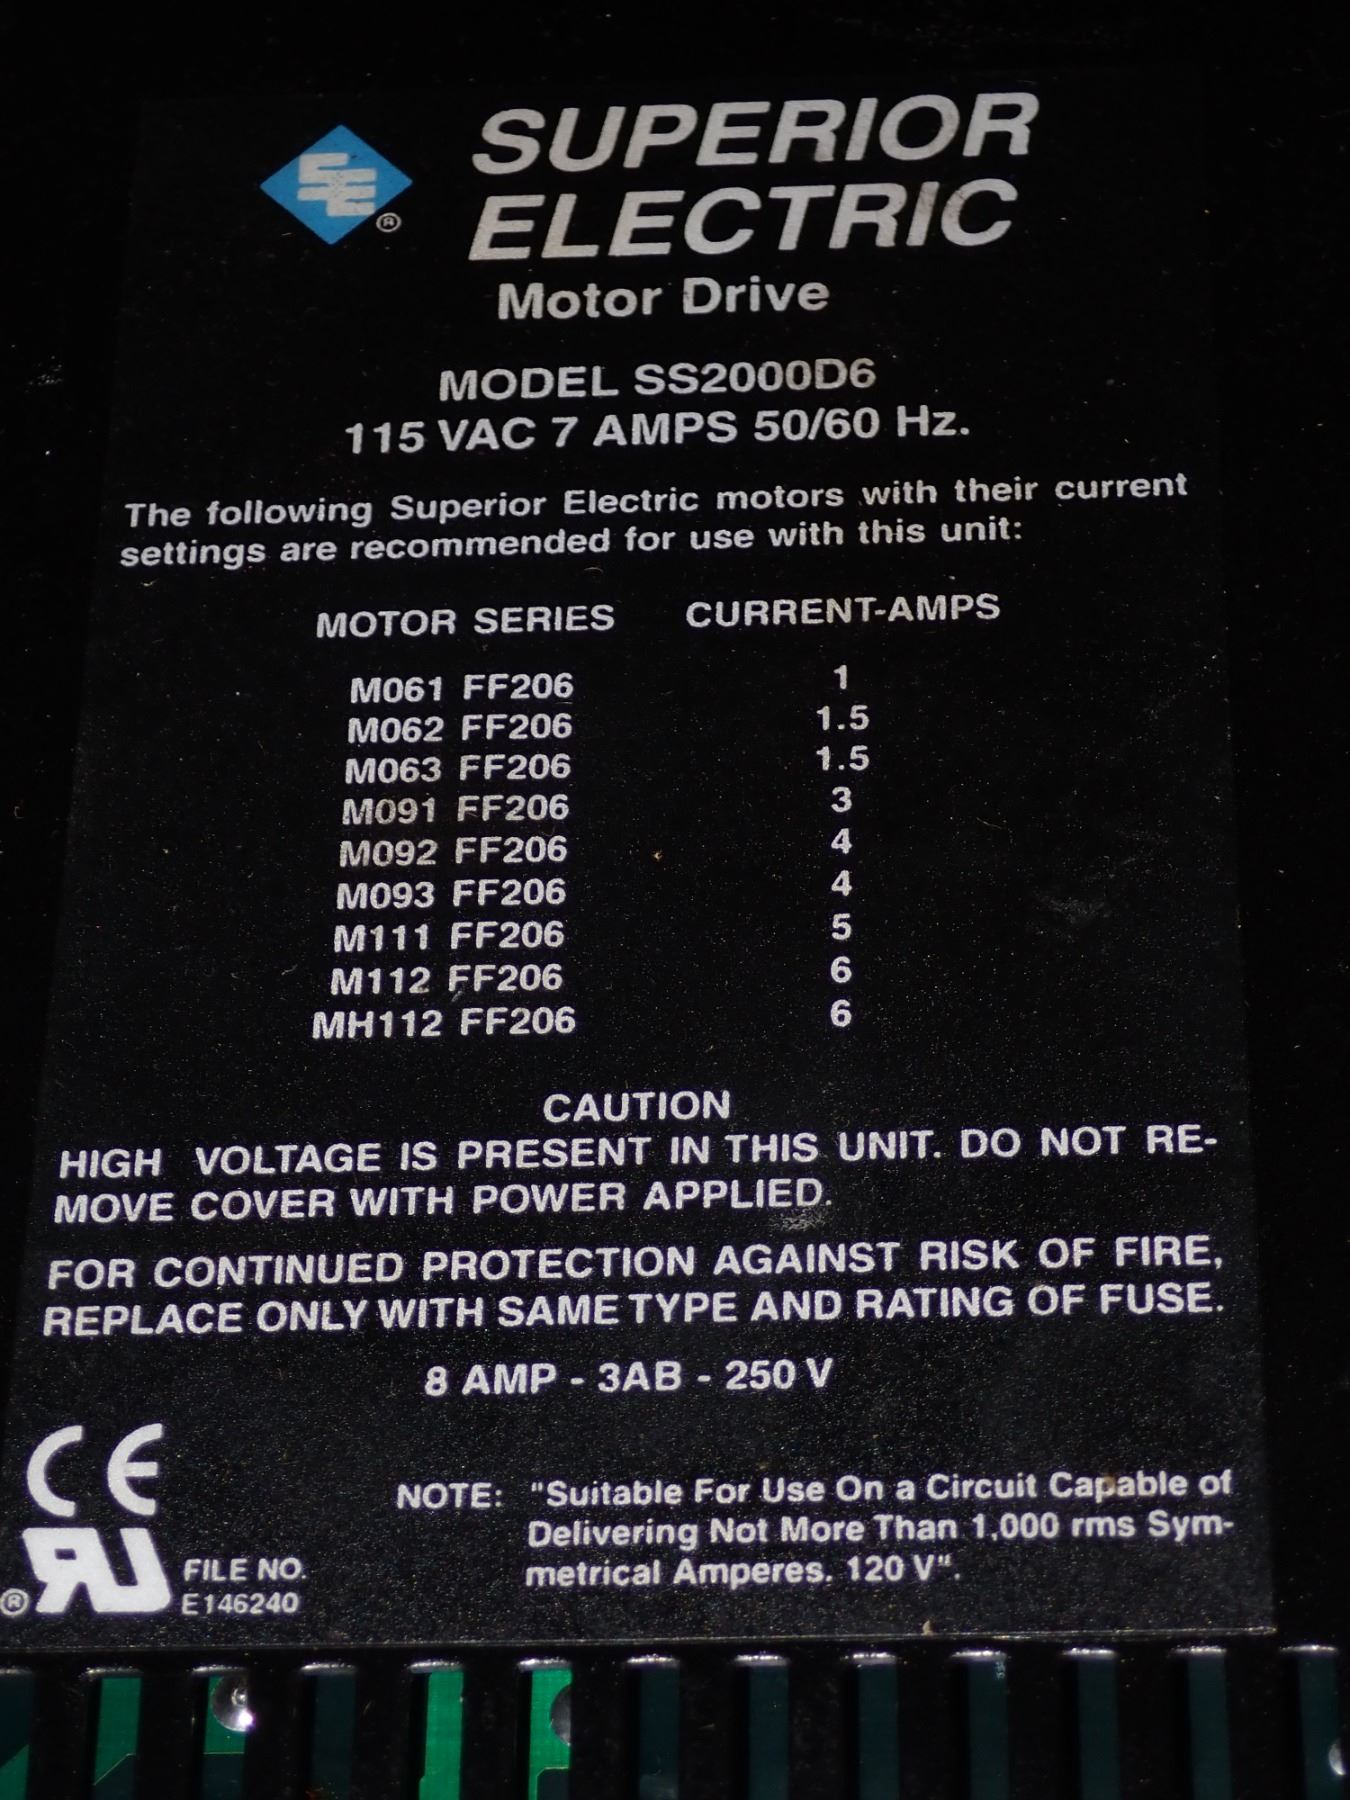 SUPERIOR
ELECTRIC
®
Motor Drive
MODEL SS2000D6
115 VAC 7 AMPS 50/60 Hz.
The following Superior Electric motors with their current
settings are recommended for use with this unit:
MOTOR SERIES CURRENT-AMPS
M061 FF206 1
M062 FF206 1.5
M063 FF206 1.5
M091 FF206 3
M092 FF206 4
M093 FF206 4
M111 FF206 5
M112 FF206 6
MH112 FF206 6
CAUTION
HIGH VOLTAGE IS PRESENT IN THIS UNIT. DO NOT RE-
MOVE COVER WITH POWER APPLIED.
FOR CONTINUED PROTECTION AGAINST RISK OF FIRE,
REPLACE ONLY WITH SAME TYPE AND RATING OF FUSE.
8 AMP - 3AB - 250 V
CE
NOTE: "Suitable For Use On a Circuit Capable of
Delivering Not More Than 1,000 rms Sym-
metrical Amperes. 120 V".
RU ®
FILE NO.
E146240